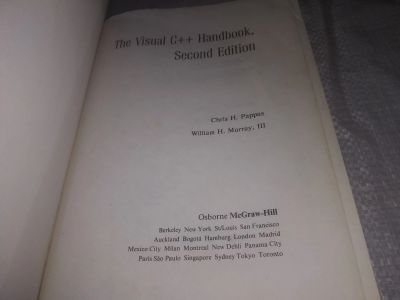 The Visual C++ Handbook,
Second Edition
Chris H. Pappas
William H. Murray, III
Osborne McGraw-Hill
Berkeley New York St/Louis San Francisco
Auckland Bogotá Hamburg London Madrid
Mexico City Milan Montreal New Delhi Panama City
Paris São Paulo Singapore Sydney Tokyo Toronto